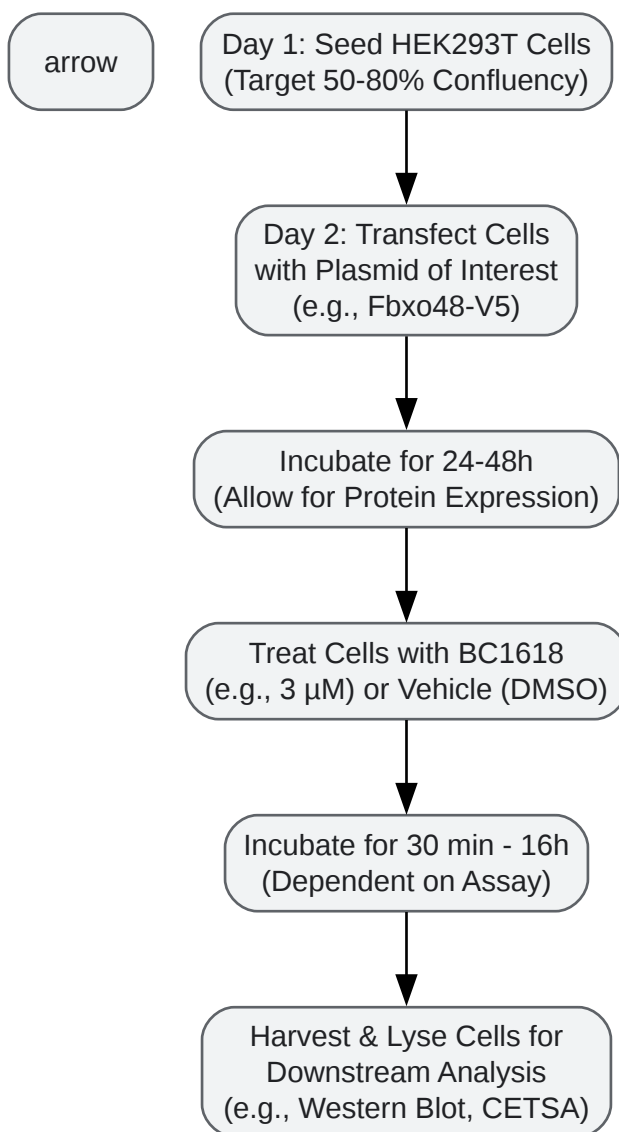 arrow
Day 1: Seed HEK293T Cells
(Target 50-80% Confluency)
Day 2: Transfect Cells
with Plasmid of Interest
(e.g., Fbxo48-V5)
Incubate for 24-48h
(Allow for Protein Expression)
Treat Cells with BC1618
(e.g., 3 µM) or Vehicle (DMSO)
Incubate for 30 min - 16h
(Dependent on Assay)
Harvest & Lyse Cells for
Downstream Analysis
(e.g., Western Blot, CETSA)